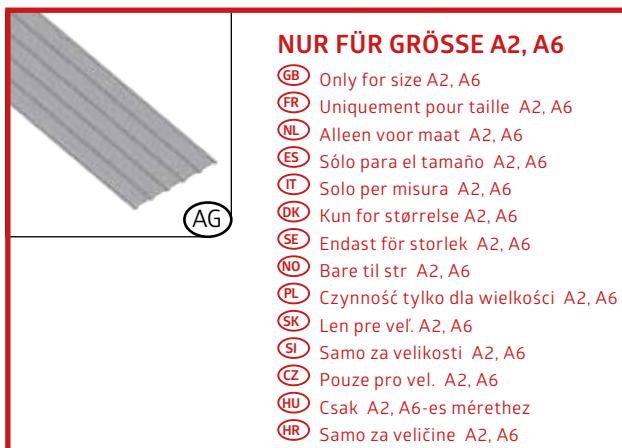 AG
NUR FÜR GRÖSSE A2, A6
GB Only for size A2, A6
FR Uniquement pour taille A2, A6
NL Alleen voor maat A2, A6
ES Sólo para el tamaño A2, A6
IT Solo per misura A2, A6
DK Kun for størrelse A2, A6
SE Endast för storlek A2, A6
NO Bare til str A2, A6
PL Czynność tylko dla wielkości A2, A6
SK Len pre veľ. A2, A6
SI Samo za velikosti A2, A6
CZ Pouze pro vel. A2, A6
HU Csak A2, A6-es mérethez
HR Samo za veličine A2, A6